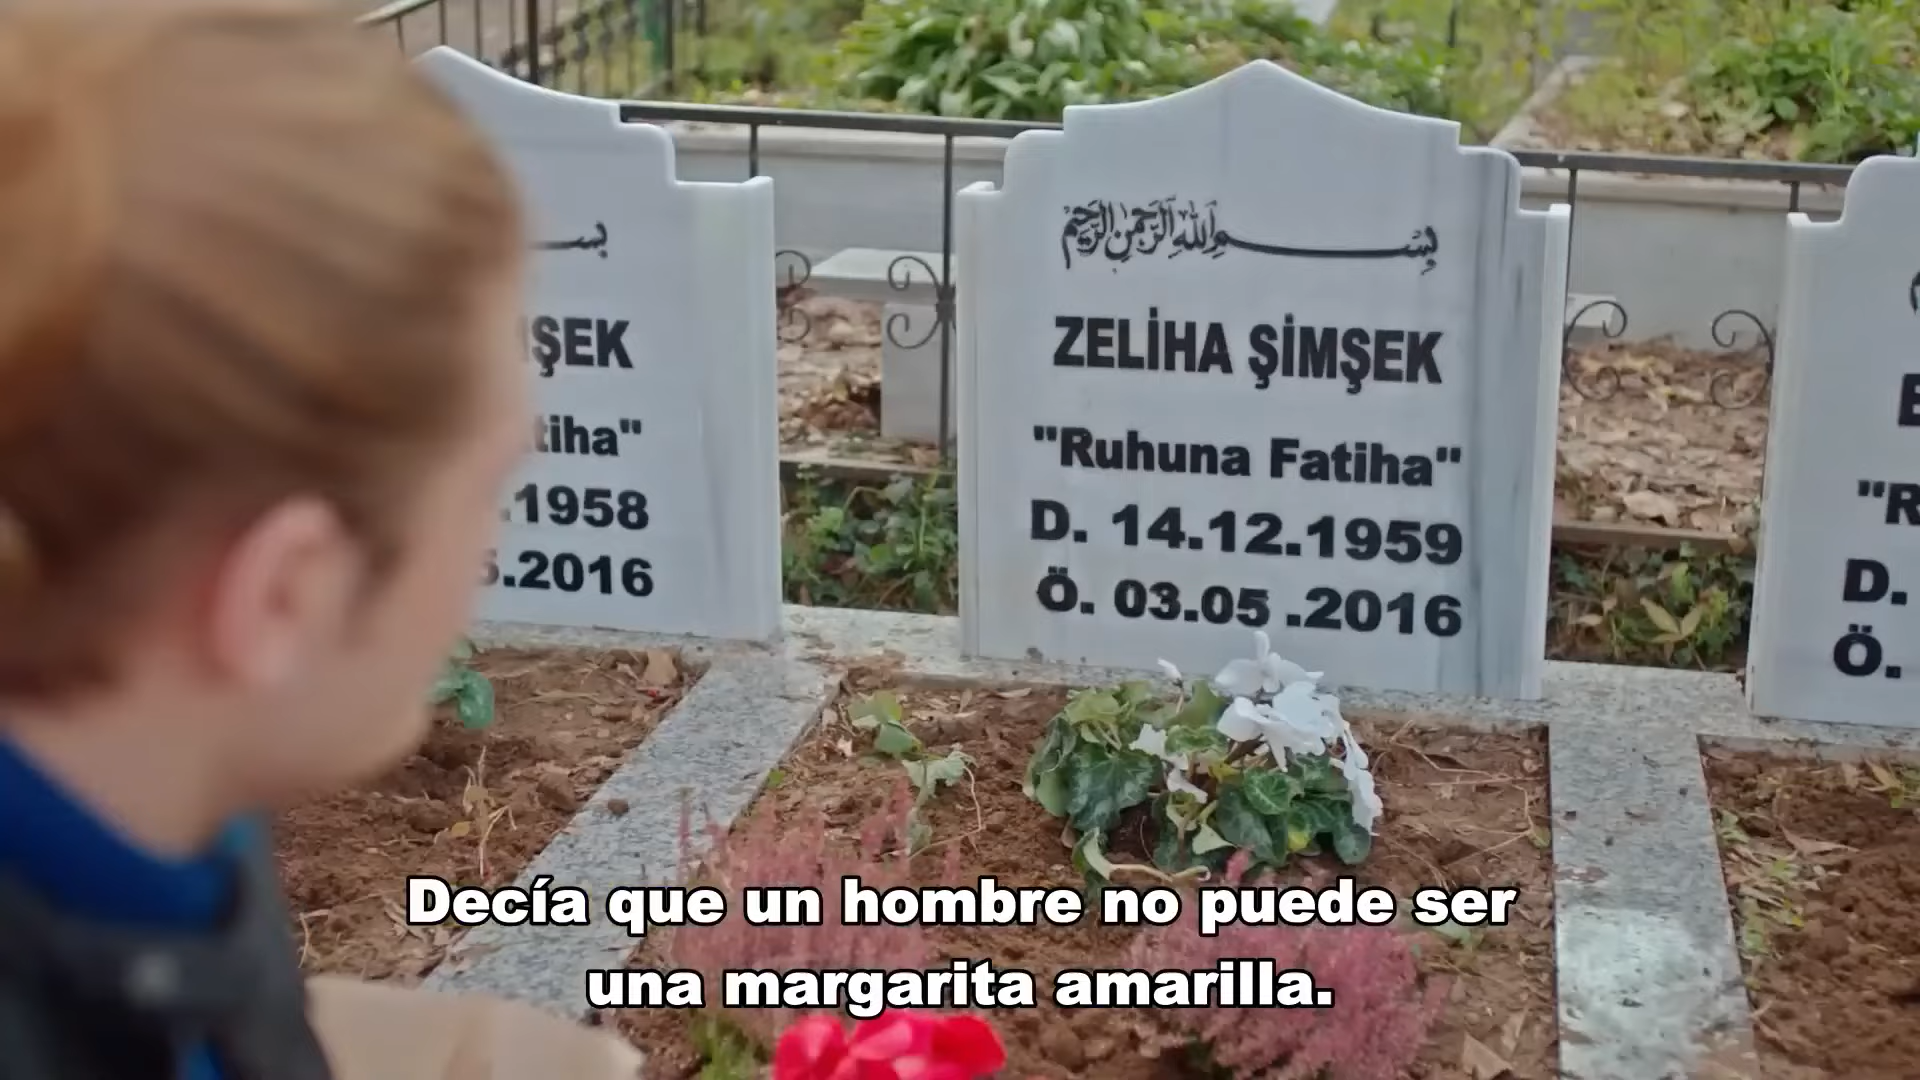 بسم الله الرحمن الرحيم
ZELİHA ŞİMŞEK
"Ruhuna Fatiha"
D. 14.12.1959
Ö. 03.05 .2016
بس
ŞEK
tiha"
.1958
.2016
"R
D.
Ö.
Decía que un hombre no puede ser
una margarita amarilla.